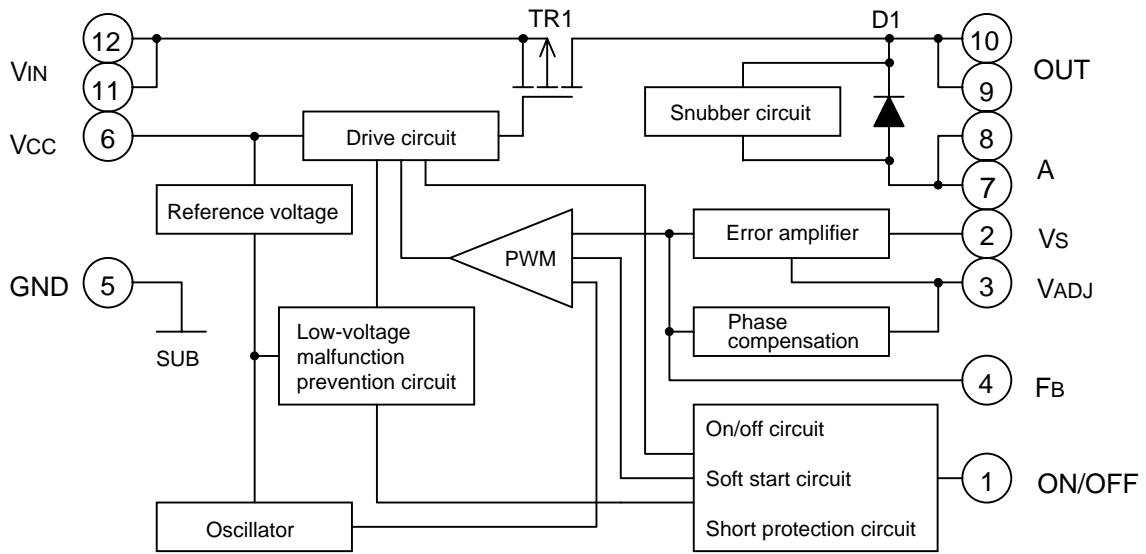 TR1
D1
12
10
VIN
OUT
11
9
6
8
VCC
Drive circuit
Snubber circuit
A
7
Reference voltage
PWM
Error amplifier
2
VS
GND
5
3
VADJ
SUB
Low-voltage
malfunction
prevention circuit
Phase
compensation
4
FB
On/off circuit
Soft start circuit
1
ON/OFF
Oscillator
Short protection circuit